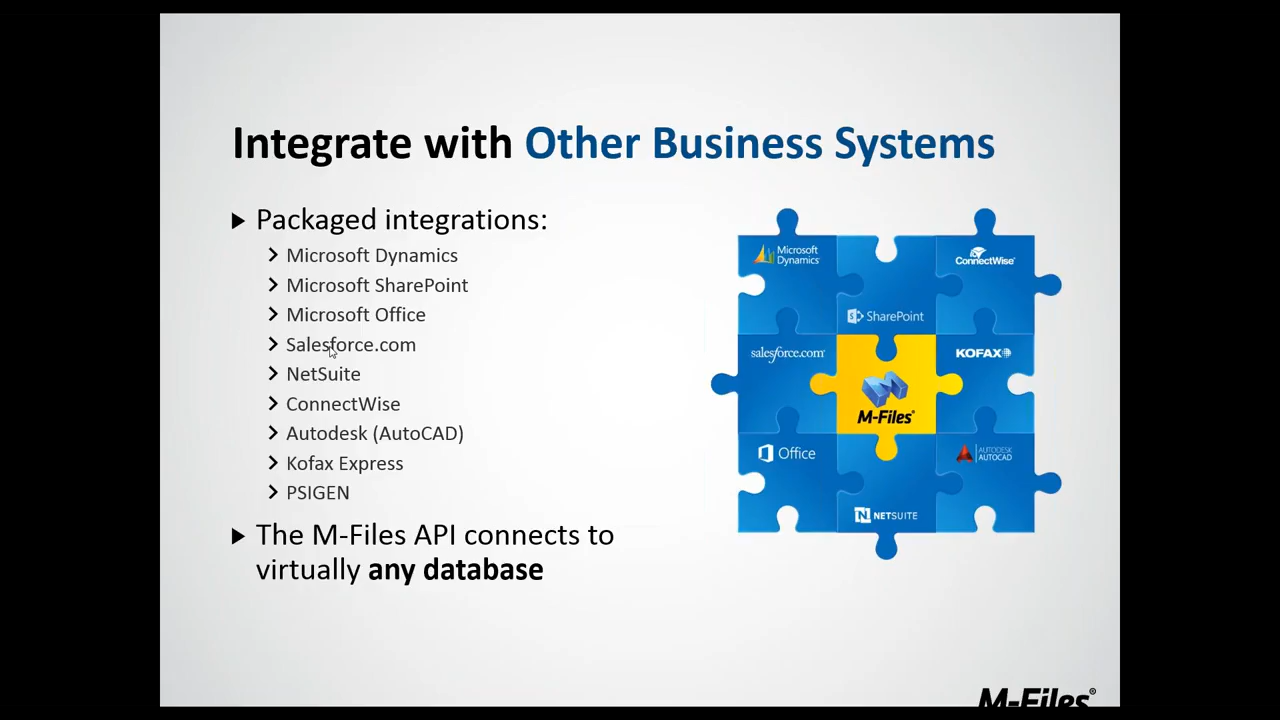 Integrate with Other Business Systems
Packaged integrations:
Microsoft Dynamics
Microsoft SharePoint
Microsoft Office
Salesforce.com
NetSuite
ConnectWise
Autodesk (AutoCAD)
Kofax Express
PSIGEN
The M-Files API connects to
virtually any database
Microsoft
Dynamics
ConnectWise
SharePoint
salesforce.com
KOFAX
M-Files
Office
AUTODESK
AUTOCAD
NETSUITE
M-Files